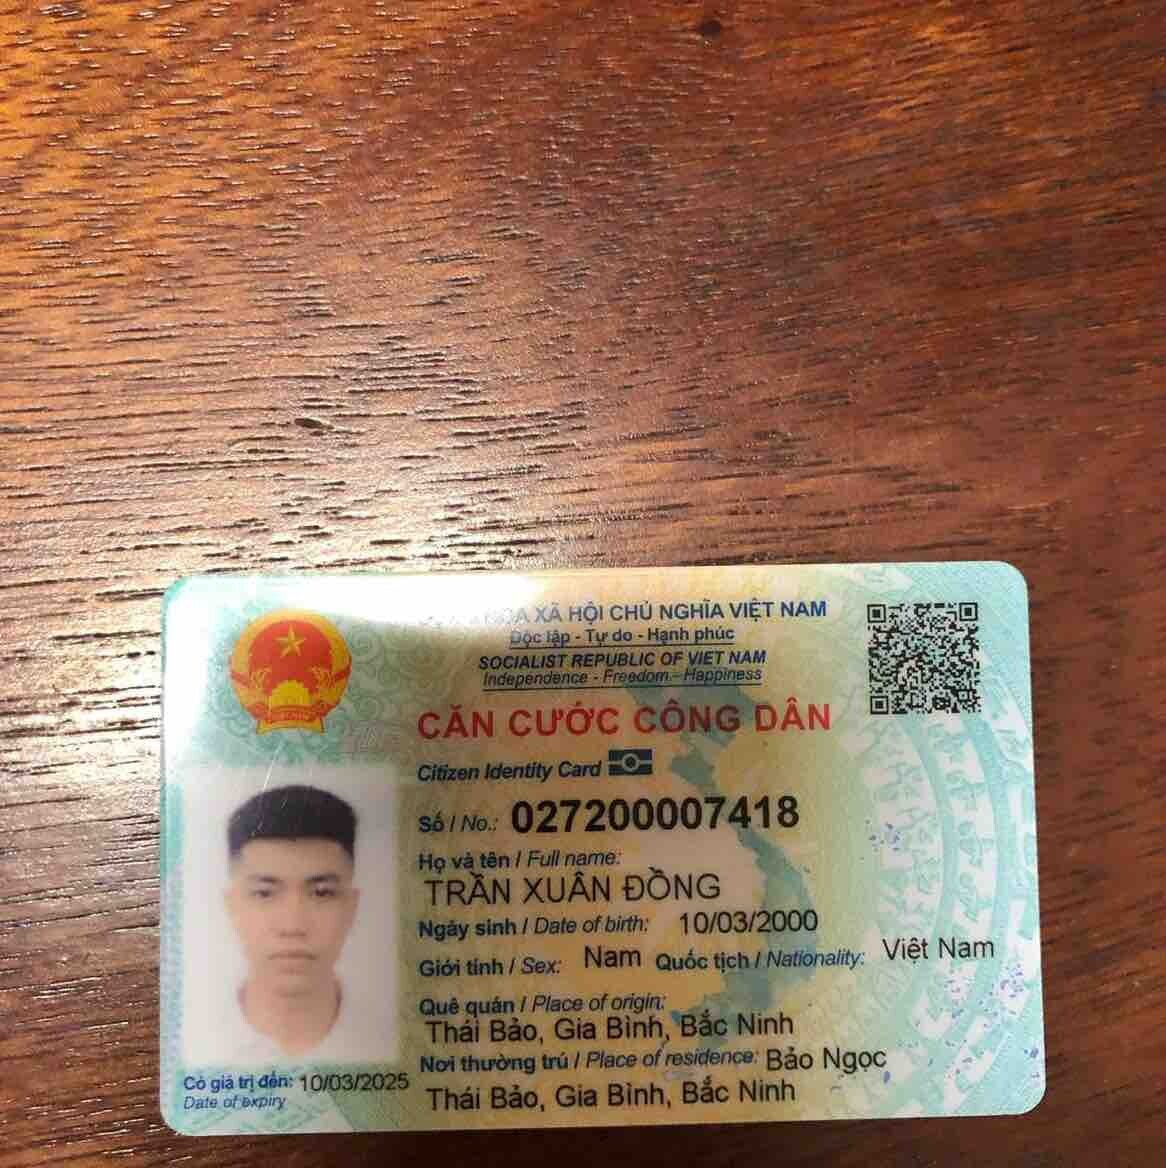 XÃ HỘI CHỦ NGHĨA VIỆT NAM
Độc lập - Tự do - Hạnh phúc
SOCIALIST REPUBLIC OF VIET NAM
Independence - Freedom - Happiness
CĂN CƯỚC CÔNG DÂN
Citizen Identity Card
Số / No.: 027200007418
Họ và tên / Full name:
TRẦN XUÂN ĐỒNG
Ngày sinh / Date of birth: 10/03/2000
Giới tính / Sex: Nam Quốc tịch / Nationality: Việt Nam
Quê quán / Place of origin:
Thái Bảo, Gia Bình, Bắc Ninh
Nơi thường trú / Place of residence: Bảo Ngọc
Thái Bảo, Gia Bình, Bắc Ninh
Có giá trị đến: 10/03/2025
Date of expiry